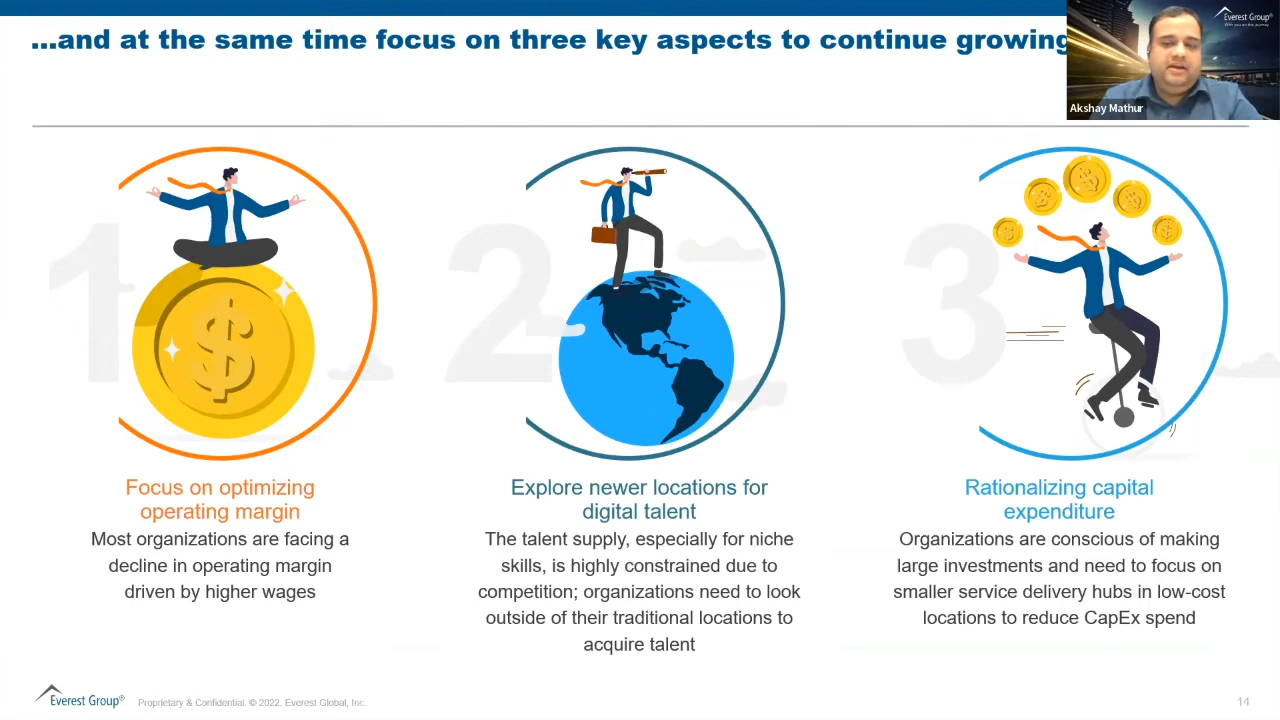 ...and at the same time focus on three key aspects to continue growing
Everest Group®
Akshay Mathur
1
2
3
$
Focus on optimizing
operating margin
Most organizations are facing a
decline in operating margin
driven by higher wages
Explore newer locations for
digital talent
The talent supply, especially for niche
skills, is highly constrained due to
competition; organizations need to look
outside of their traditional locations to
acquire talent
Rationalizing capital
expenditure
Organizations are conscious of making
large investments and need to focus on
smaller service delivery hubs in low-cost
locations to reduce CapEx spend
Everest Group®
Proprietary & Confidential. © 2022, Everest Global, Inc.
14